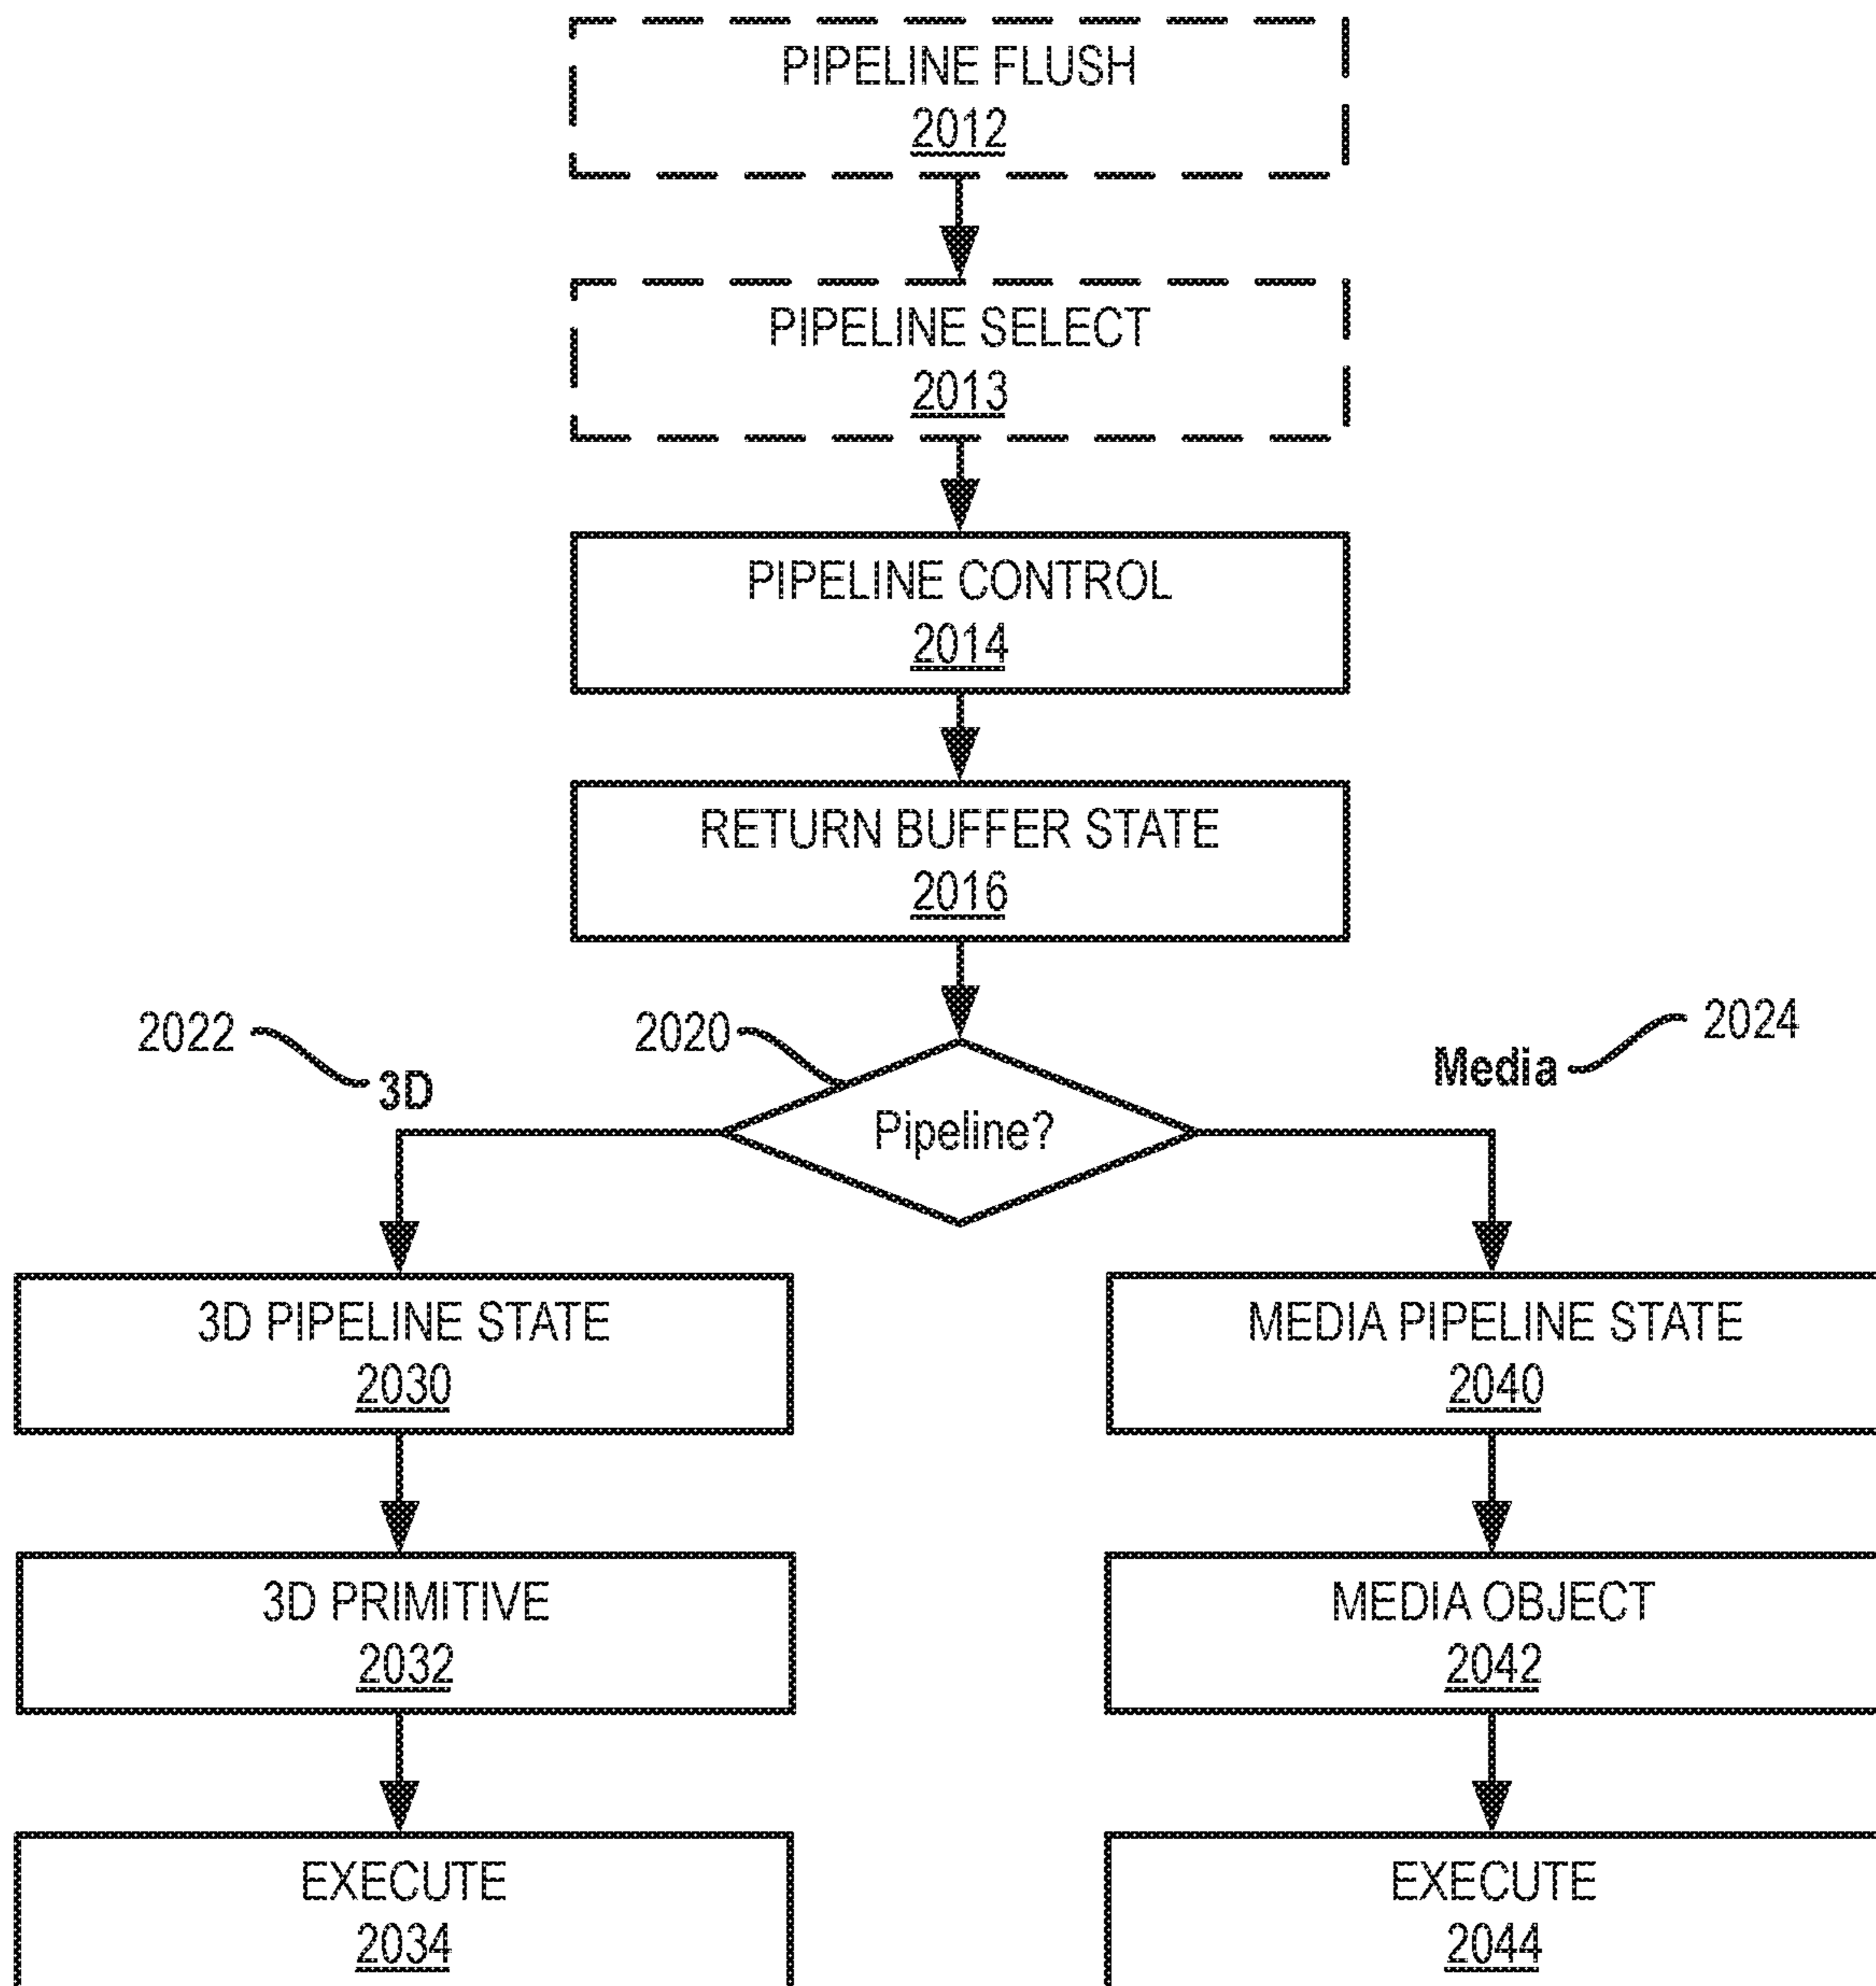 PIPELINE FLUSH
2012
PIPELINE SELECT
2013
PIPELINE CONTROL
2014
RETURN BUFFER STATE
2016
2022
3D
2020
Pipeline?
Media
2024
3D PIPELINE STATE
2030
MEDIA PIPELINE STATE
2040
3D PRIMITIVE
2032
MEDIA OBJECT
2042
EXECUTE
2034
EXECUTE
2044